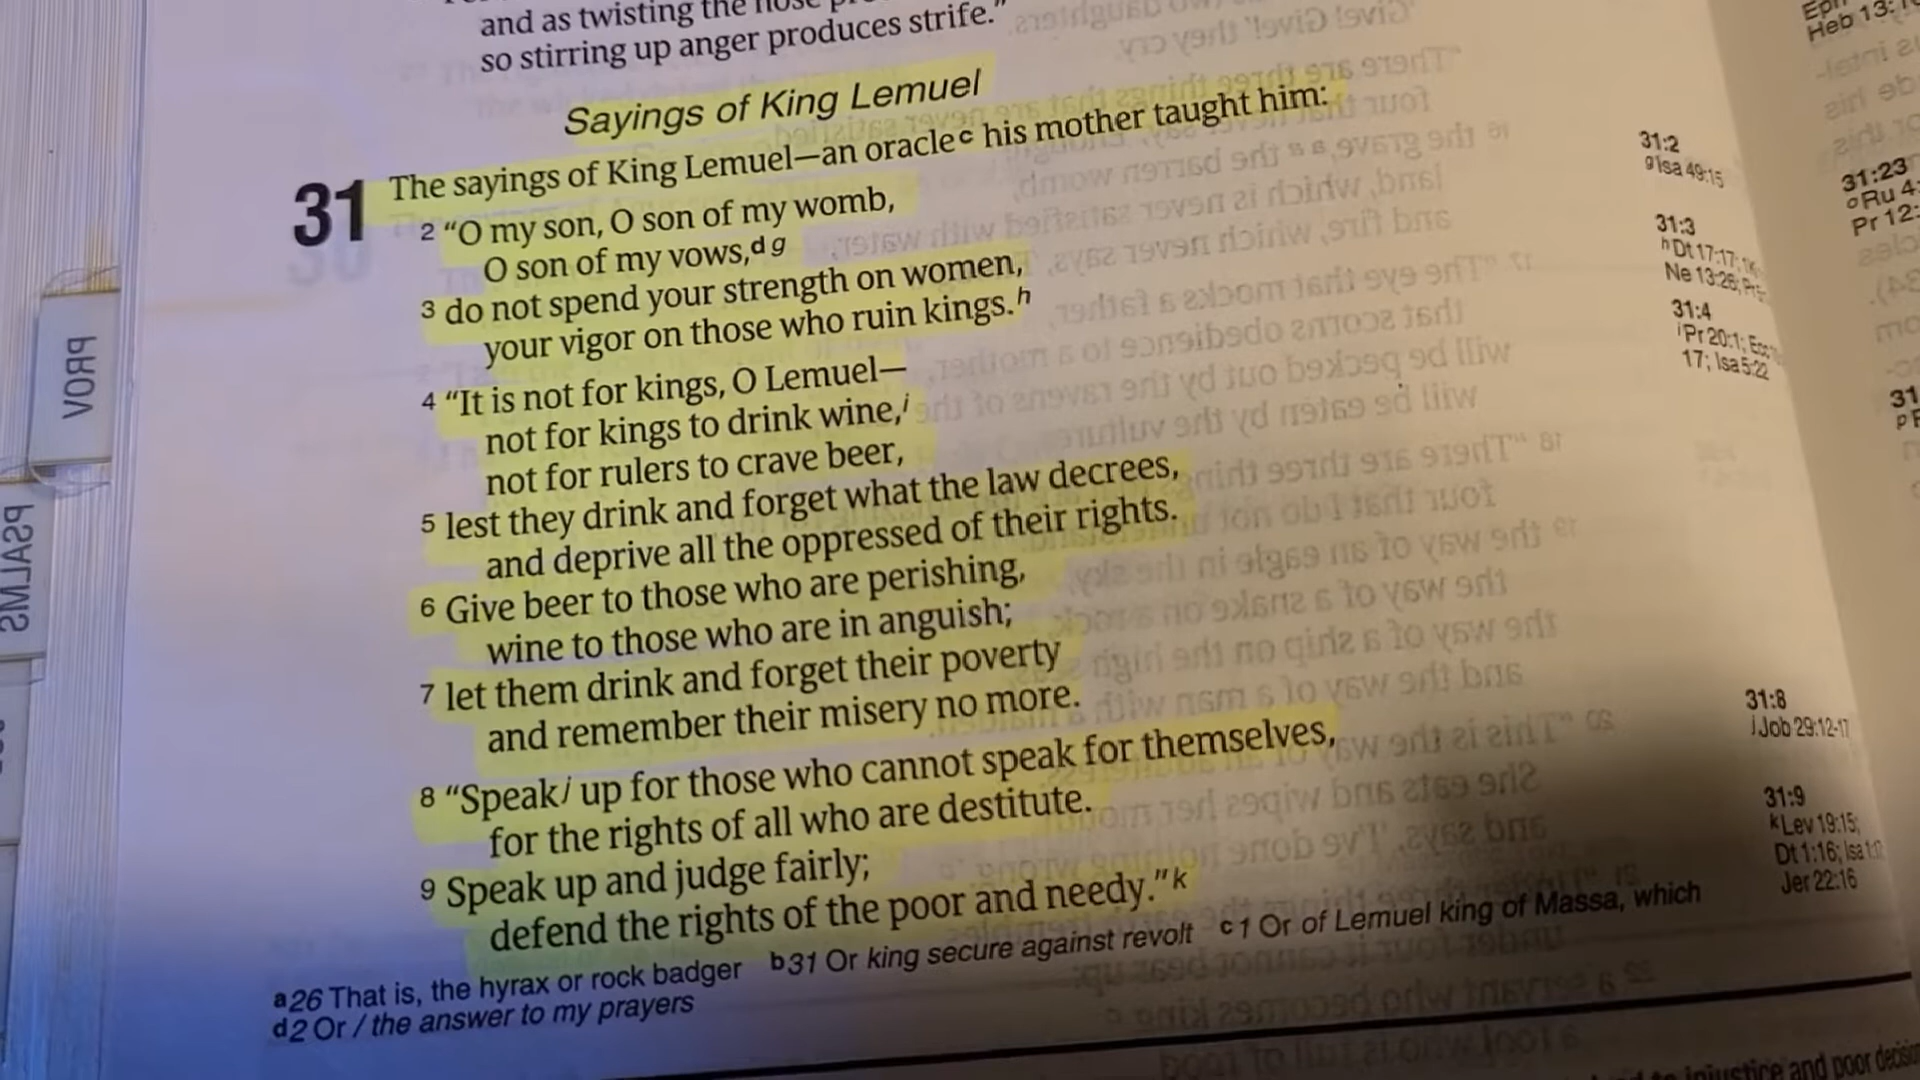 and as twisting the nose
so stirring up anger produces strife."
Sayings of King Lemuel
31 The sayings of King Lemuel—an oracle c his mother taught him:
2 "O my son, O son of my womb,
O son of my vows, d g
3 do not spend your strength on women,
your vigor on those who ruin kings. h
4 "It is not for kings, O Lemuel—
not for kings to drink wine, i
not for rulers to crave beer,
5 lest they drink and forget what the law decrees,
and deprive all the oppressed of their rights.
6 Give beer to those who are perishing,
wine to those who are in anguish;
7 let them drink and forget their poverty
and remember their misery no more.
8 "Speak j up for those who cannot speak for themselves,
for the rights of all who are destitute.
9 Speak up and judge fairly;
defend the rights of the poor and needy." k
a 26 That is, the hyrax or rock badger b 31 Or king secure against revolt c 1 Or of Lemuel king of Massa, which
d 2 Or / the answer to my prayers
31:2
g Isa 49:15
31:3
h Dt 17:17;
Ne 13:26;
31:4
i Pr 20:1;
17; Isa 5:22
31:8
j Job 29:12-17
31:9
k Lev 19:15;
Dt 1:16;
Jer 22:16
Heb 13:
31:23
o Ru 4:
Pr 12:
31
PROV
PSALMS
injustice and poor